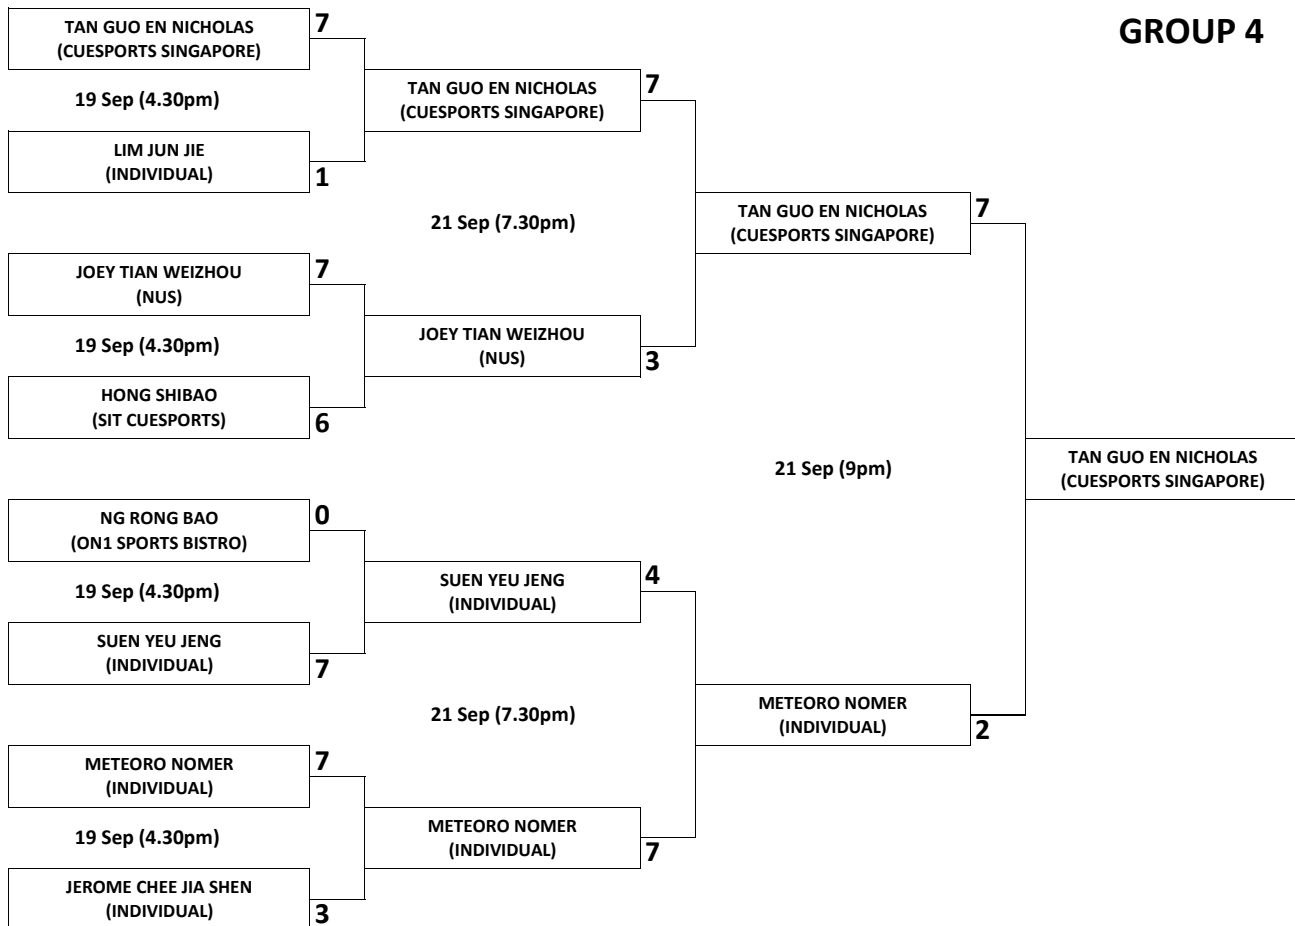 GROUP 4
TAN GUO EN NICHOLAS
(CUESPORTS SINGAPORE)
7
19 Sep (4.30pm)
LIM JUN JIE
(INDIVIDUAL)
1
JOEY TIAN WEIZHOU
(NUS)
7
19 Sep (4.30pm)
HONG SHIBAO
(SIT CUESPORTS)
6
NG RONG BAO
(ON1 SPORTS BISTRO)
0
19 Sep (4.30pm)
SUEN YEU JENG
(INDIVIDUAL)
7
METEORO NOMER
(INDIVIDUAL)
7
19 Sep (4.30pm)
JEROME CHEE JIA SHEN
(INDIVIDUAL)
3
TAN GUO EN NICHOLAS
(CUESPORTS SINGAPORE)
7
21 Sep (7.30pm)
JOEY TIAN WEIZHOU
(NUS)
3
SUEN YEU JENG
(INDIVIDUAL)
4
21 Sep (7.30pm)
METEORO NOMER
(INDIVIDUAL)
7
TAN GUO EN NICHOLAS
(CUESPORTS SINGAPORE)
7
21 Sep (9pm)
METEORO NOMER
(INDIVIDUAL)
2
TAN GUO EN NICHOLAS
(CUESPORTS SINGAPORE)